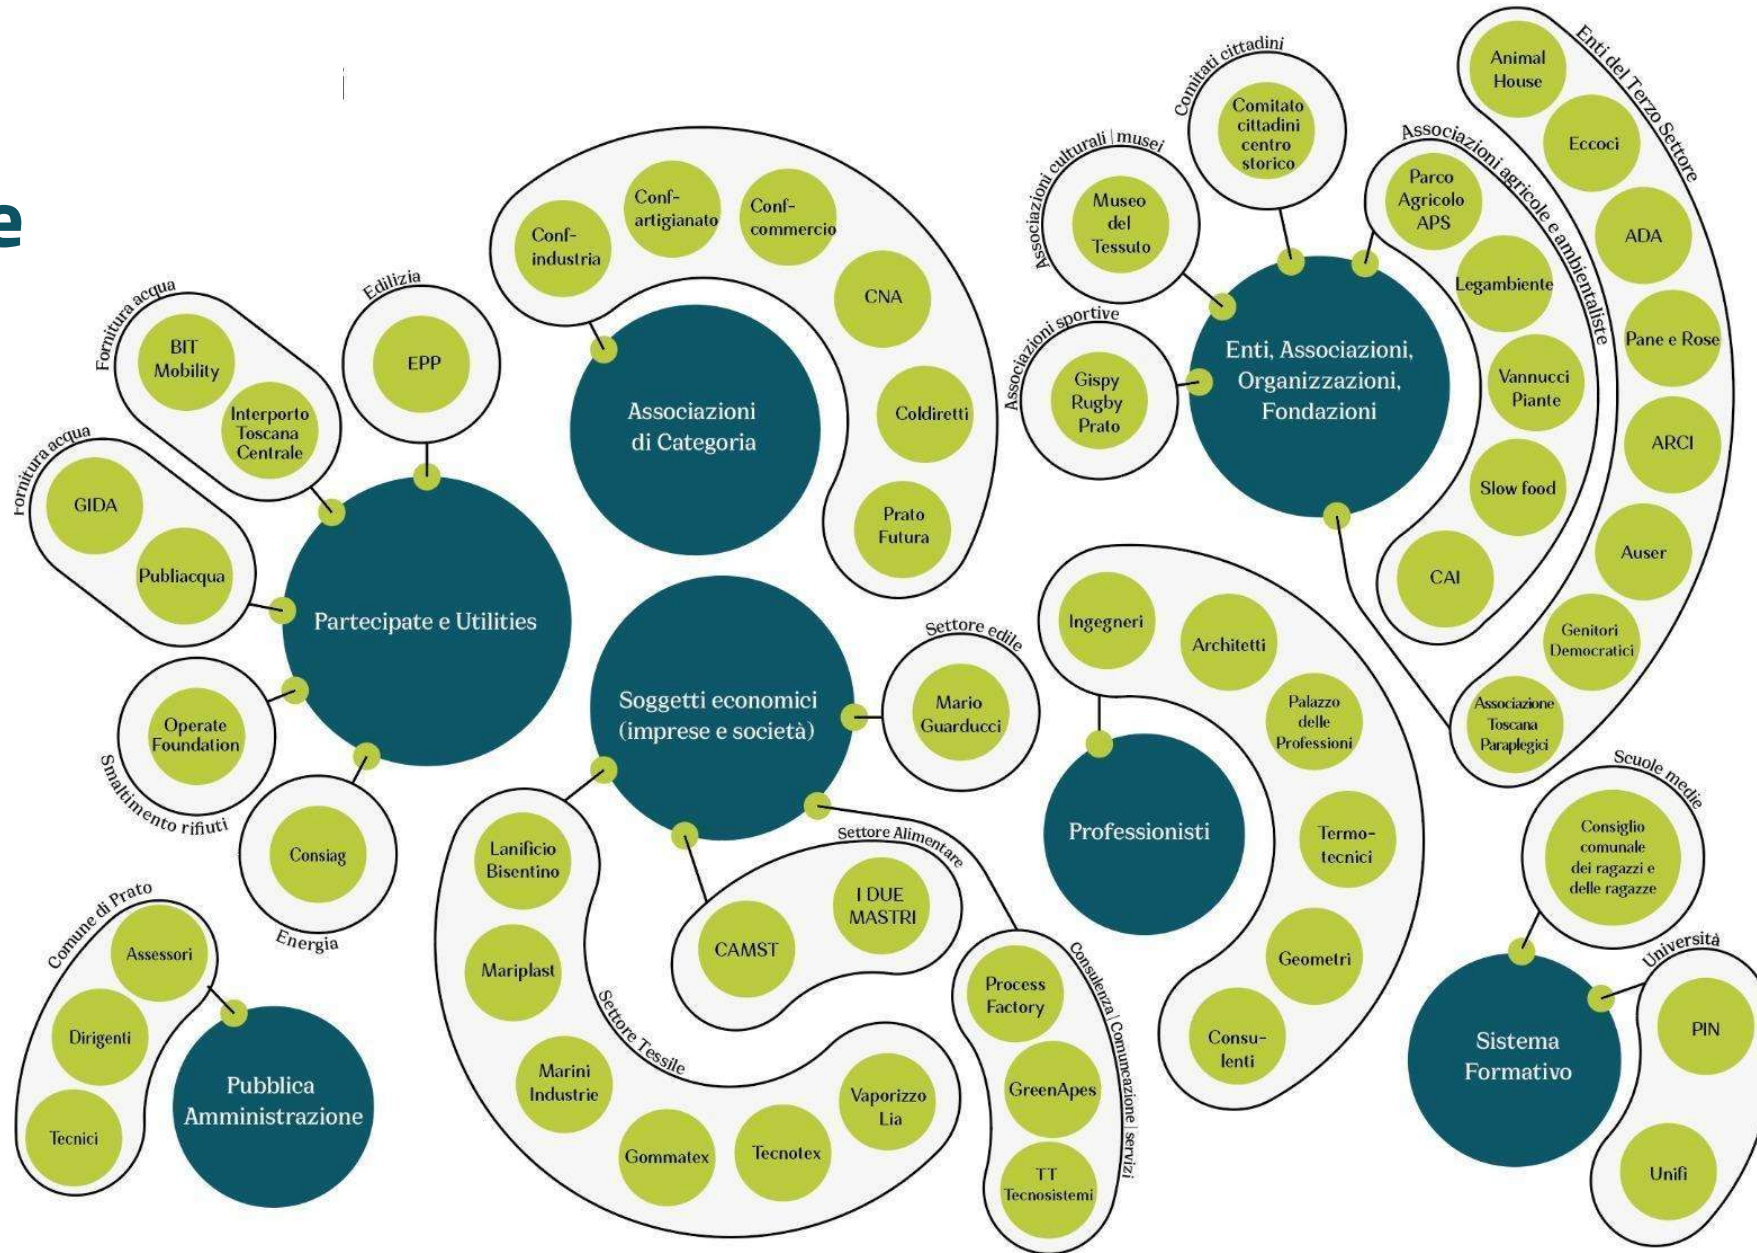 e
Fornitura acqua
BIT
Mobility
Interporto
Toscana
Centrale
Edilizia
EPP
Fornitura acqua
GIDA
Publiacqua
Partecipate e Utilities
Operate
Foundation
Smaltimento rifiuti
Consiag
Energia
Comune di Prato
Assessori
Dirigenti
Tecnici
Pubblica
Amministrazione
Conf-
industria
Conf-
artigianato
Conf-
commercio
CNA
Coldiretti
Prato
Futura
Associazioni
di Categoria
Soggetti economici
(imprese e società)
Settore edile
Mario
Guarducci
Settore Alimentare
CAMST
I DUE
MASTRI
Settore Tessile
Lanificio
Bisentino
Mariplast
Marini
Industrie
Gommatex
Tecnotex
Vaporizzo
Lia
Consulenza | Comuncazione | servizi
Process
Factory
GreenApes
TT
Tecnosistemi
Comitati cittadini
Comitato
cittadini
centro
storico
Associazioni culturali | musei
Museo
del
Tessuto
Associazioni sportive
Gispy
Rugby
Prato
Enti, Associazioni,
Organizzazioni,
Fondazioni
Associazioni agricole e ambientaliste
Parco
Agricolo
APS
Legambiente
Vannucci
Piante
Slow food
CAI
Enti del Terzo Settore
Animal
House
Eccoci
ADA
Pane e Rose
ARCI
Auser
Genitori
Democratici
Associazione
Toscana
Paraplegici
Ingegneri
Architetti
Palazzo
delle
Professioni
Termo-
tecnici
Geometri
Consu-
lenti
Professionisti
Scuole medie
Consiglio
comunale
dei ragazzi e
delle ragazze
Università
PIN
Unifi
Sistema
Formativo